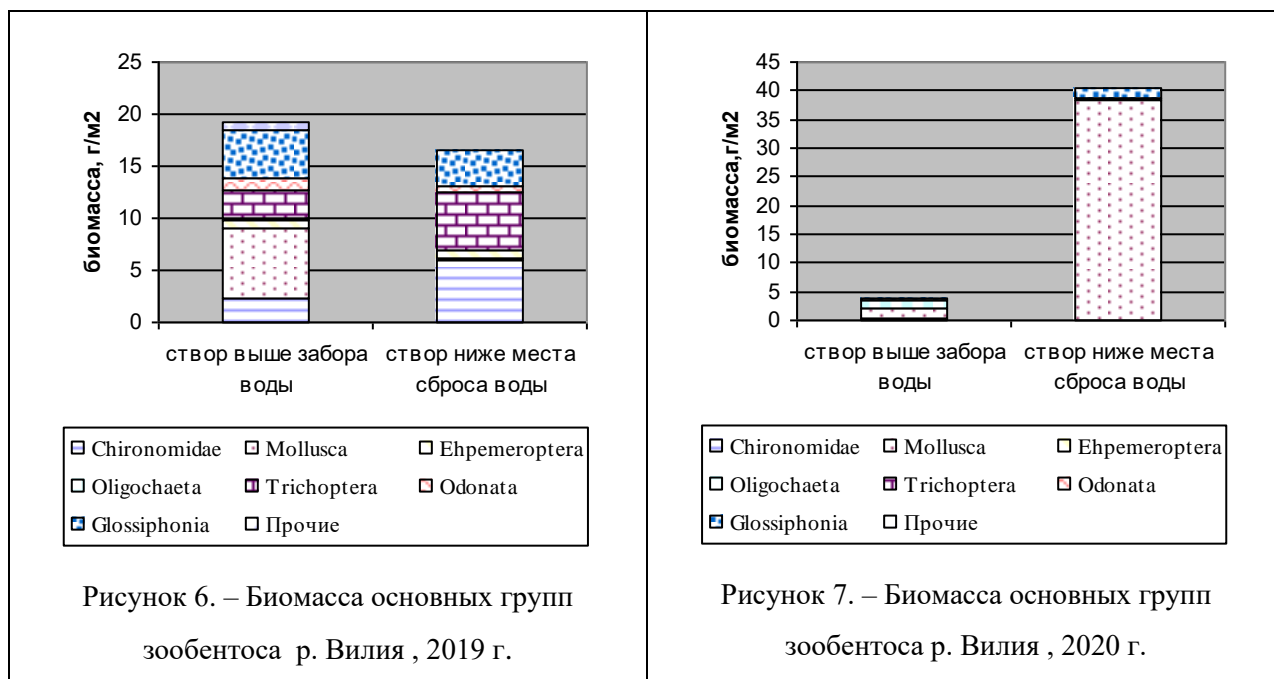 25
20
15
10
5
0
биомасса, г/м2
створ выше забора
воды
створ ниже места
сброса воды
Chironomidae Mollusca Ehpemeroptera
Oligochaeta Trichoptera Odonata
Glossiphonia Прочие
Рисунок 6. – Биомасса основных групп
зообентоса р. Вилия , 2019 г.
45
40
35
30
25
20
15
10
5
0
биомасса,г/м2
створ выше забора
воды
створ ниже места
сброса воды
Chironomidae Mollusca Ehpemeroptera
Oligochaeta Trichoptera Odonata
Glossiphonia Прочие
Рисунок 7. – Биомасса основных групп
зообентоса р. Вилия , 2020 г.